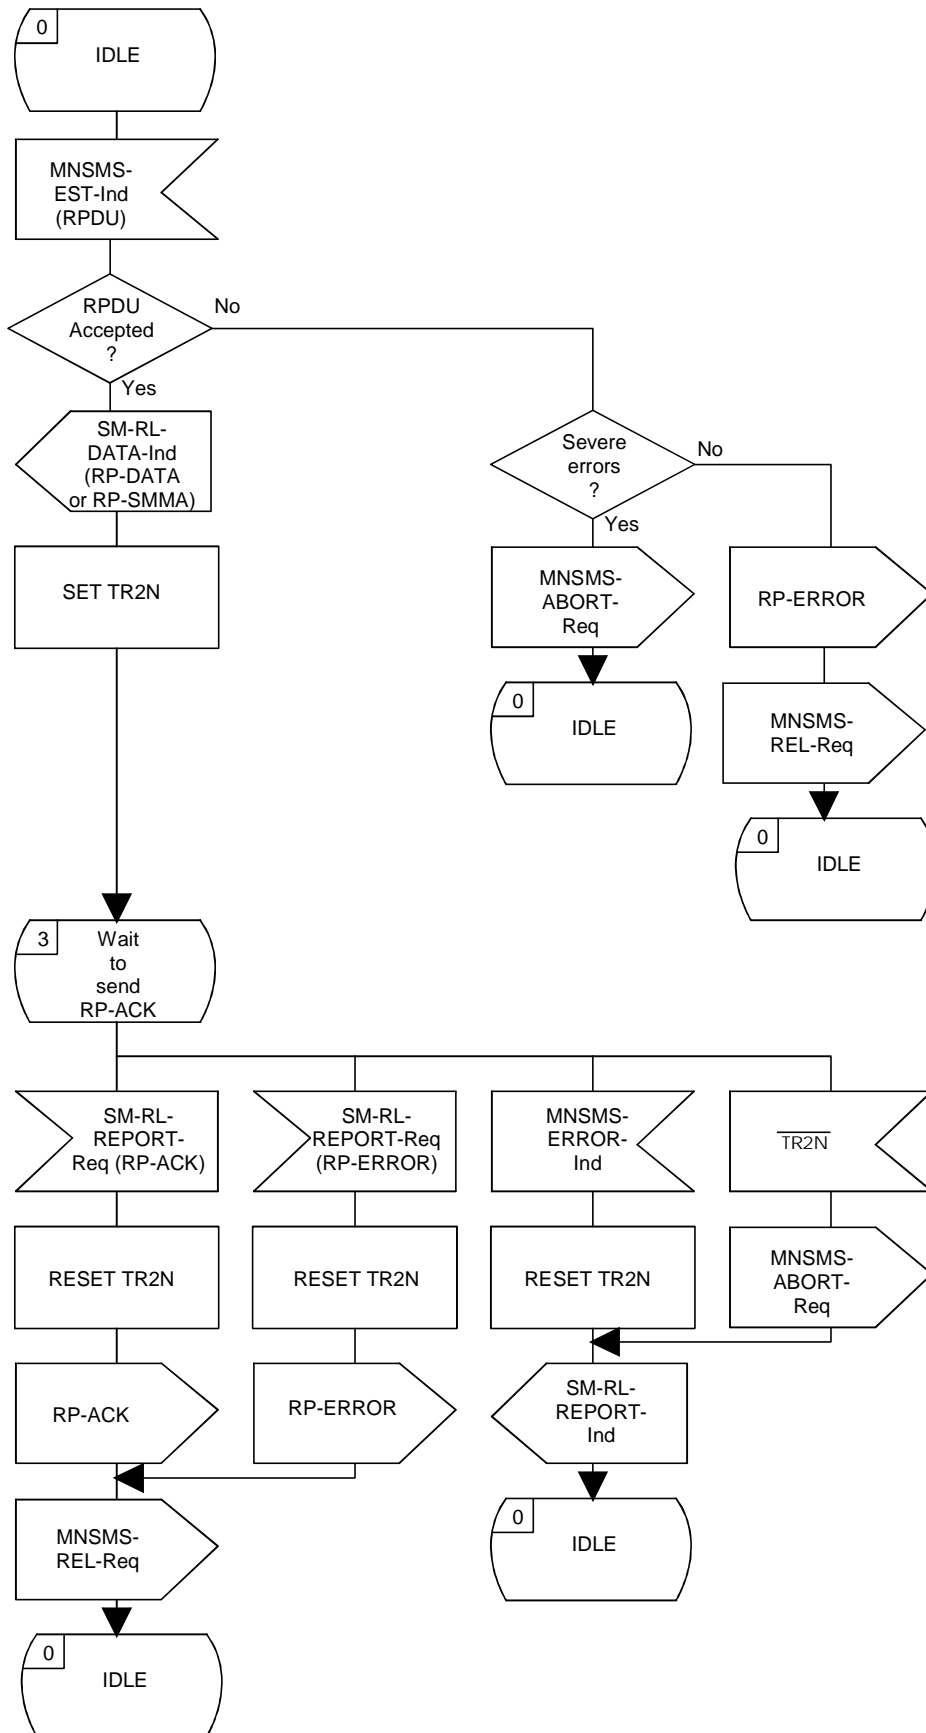 0
IDLE
MNSMS-
EST-Ind
(RPDU)
RPDU
Accepted
?
No
Yes
SM-RL-
DATA-Ind
(RP-DATA
or RP-SMMA)
Severe
errors
?
No
Yes
SET TR2N
MNSMS-
ABORT-
Req
RP-ERROR
0
IDLE
MNSMS-
REL-Req
0
IDLE
3
Wait
to
send
RP-ACK
SM-RL-
REPORT-
Req (RP-ACK)
SM-RL-
REPORT-Req
(RP-ERROR)
MNSMS-
ERROR-
Ind
TR2N
RESET TR2N
RESET TR2N
RESET TR2N
MNSMS-
ABORT-
Req
RP-ACK
RP-ERROR
SM-RL-
REPORT-
Ind
MNSMS-
REL-Req
0
IDLE
0
IDLE